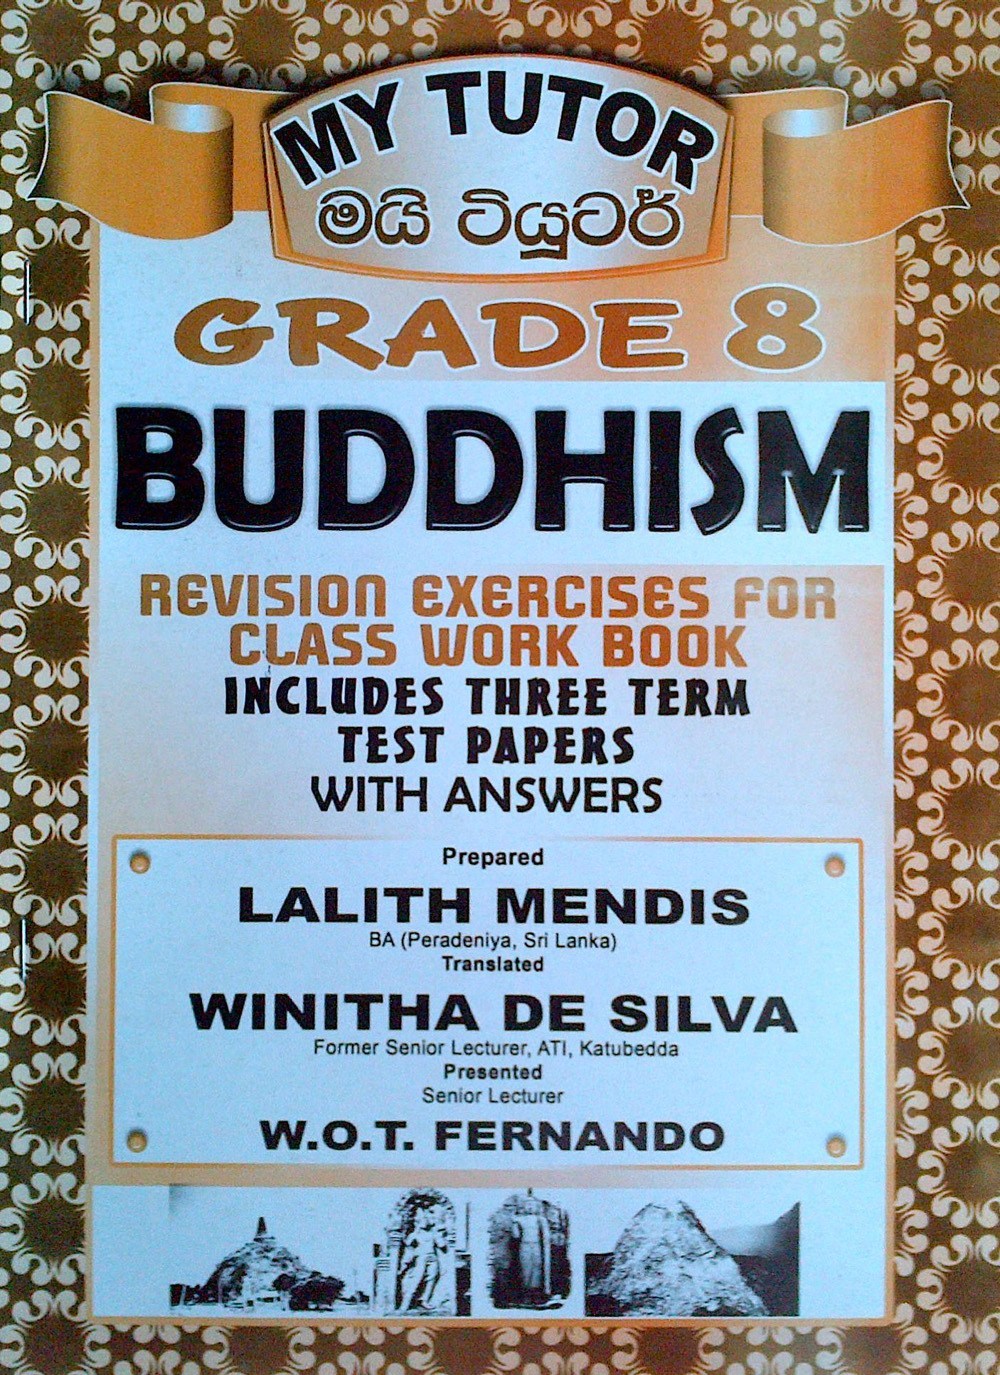 MY TUTOR
මයි ටියුටර්
GRADE 8
BUDDHISM
REVISION EXERCISES FOR
CLASS WORK BOOK
INCLUDES THREE TERM
TEST PAPERS
WITH ANSWERS
Prepared
LALITH MENDIS
BA (Peradeniya, Sri Lanka)
Translated
WINITHA DE SILVA
Former Senior Lecturer, ATI, Katubedda
Presented
Senior Lecturer
W.O.T. FERNANDO